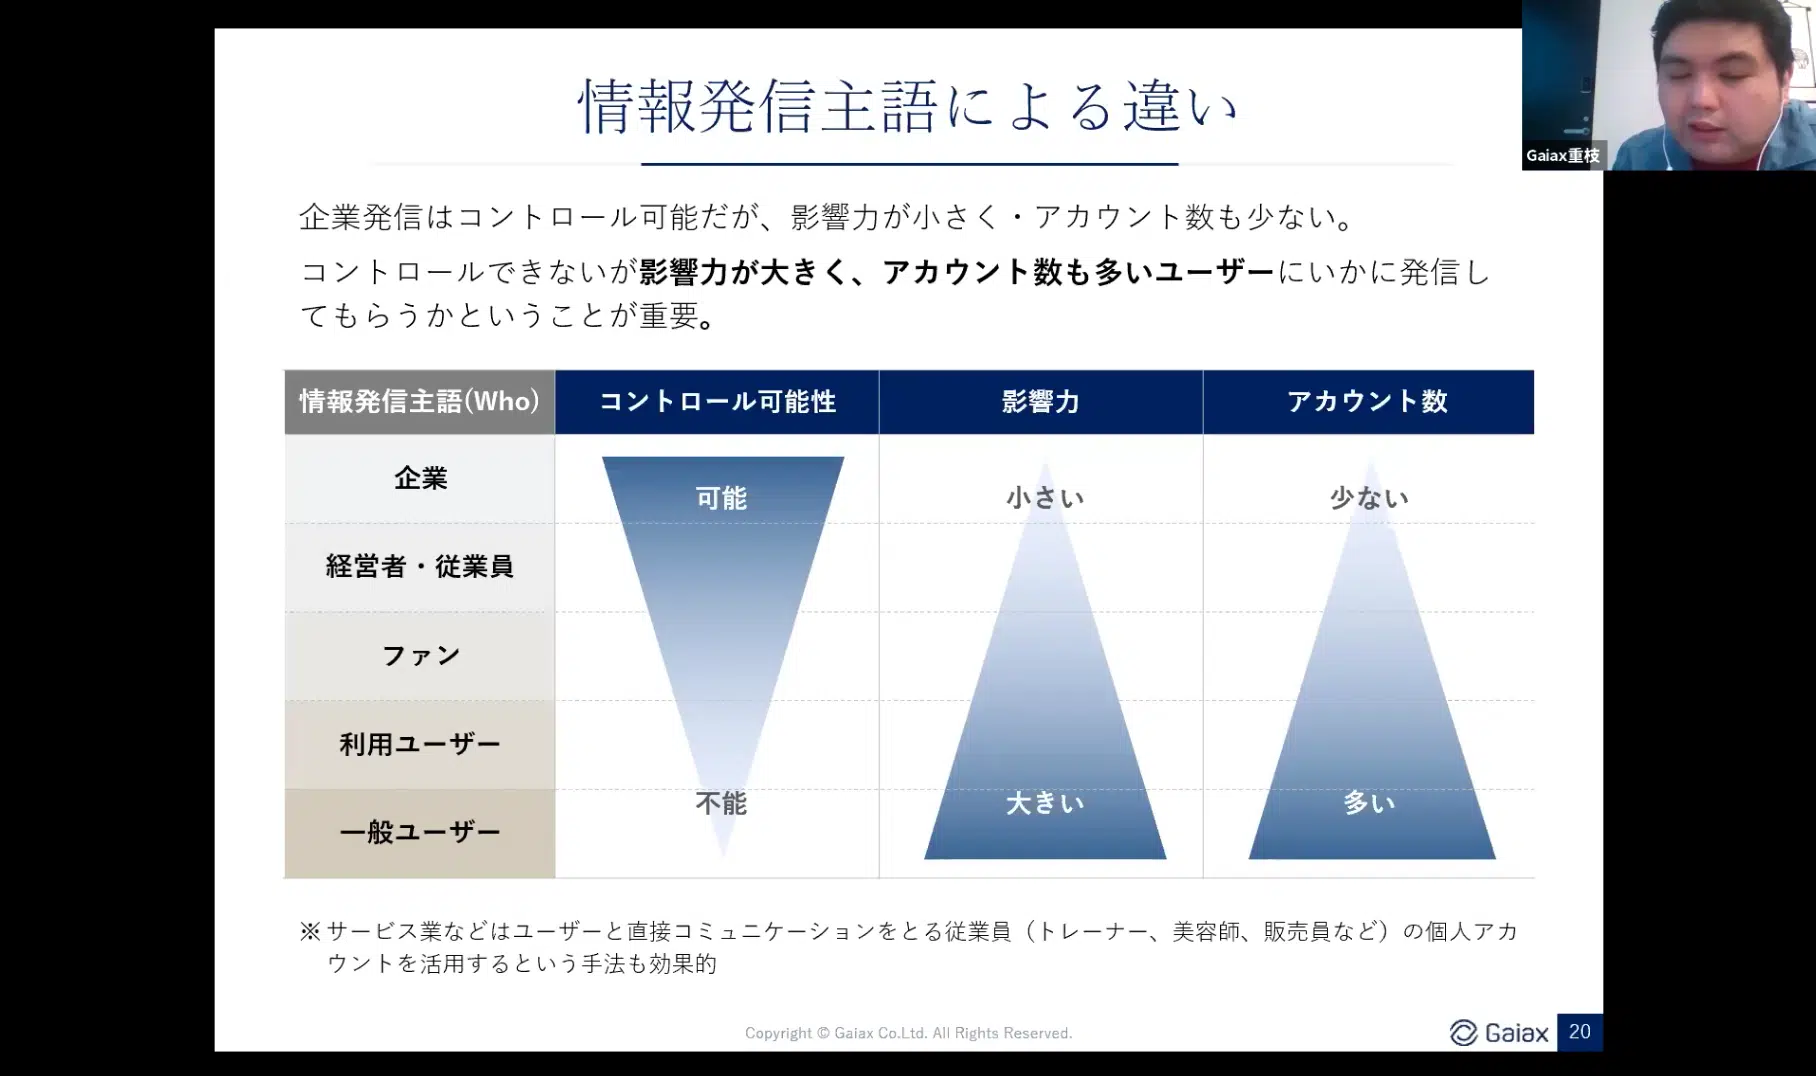 情報発信主語による違い
Gaiax重枝
企業発信はコントロール可能だが、影響力が小さく・アカウント数も少ない。
コントロールできないが影響力が大きく、アカウント数も多いユーザーにいかに発信し
てもらうかということが重要。
情報発信主語(Who) コントロール可能性 影響力 アカウント数
企業 可能 小さい 少ない
経営者・従業員
ファン
利用ユーザー
不能 大きい 多い
一般ユーザー
※サービス業などはユーザーと直接コミュニケーションをとる従業員（トレーナー、美容師、販売員など）の個人アカ
ウントを活用するという手法も効果的
Copyright © Gaiax Co.Ltd. All Rights Reserved.
Gaiax 20